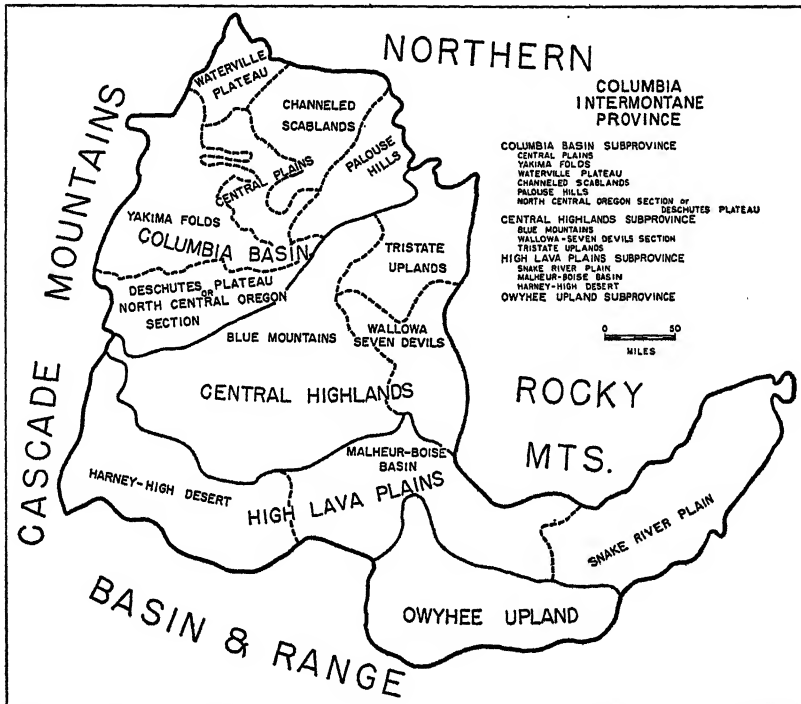 NORTHERN
COLUMBIA
INTERMONTANE
PROVINCE
COLUMBIA BASIN SUBPROVINCE
CENTRAL PLAINS
YAKIMA FOLDS
WATERVILLE PLATEAU
CHANNELED SCABLANDS
PALOUSE HILLS
NORTH CENTRAL OREGON SECTION OR
DESCHUTES PLATEAU
CENTRAL HIGHLANDS SUBPROVINCE
BLUE MOUNTAINS
WALLOWA-SEVEN DEVILS SECTION
TRISTATE UPLANDS
HIGH LAVA PLAINS SUBPROVINCE
SNAKE RIVER PLAIN
MALHEUR-BOISE BASIN
HARNEY-HIGH DESERT
OWYHEE UPLAND SUBPROVINCE
0 50
MILES
WATERVILLE
PLATEAU
CHANNELED
SCABLANDS
PALOUSE
HILLS
CENTRAL PLAINS
YAKIMA FOLDS
COLUMBIA BASIN
TRISTATE
UPLANDS
DESCHUTES PLATEAU
OR
NORTH CENTRAL OREGON
SECTION
BLUE MOUNTAINS
WALLOWA
SEVEN DEVILS
CENTRAL HIGHLANDS
MALHEUR-BOISE
BASIN
HARNEY-HIGH DESERT
HIGH LAVA PLAINS
SNAKE RIVER PLAIN
OWYHEE UPLAND
CASCADE MOUNTAINS
ROCKY
MTS.
BASIN & RANGE